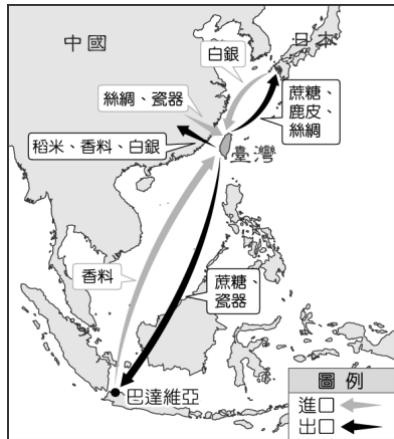 中國
日本
白銀
絲綢、瓷器
蔗糖、
鹿皮、
絲綢
稻米、香料、白銀
臺灣
香料
蔗糖、
瓷器
巴達維亞
圖例
進口
出口